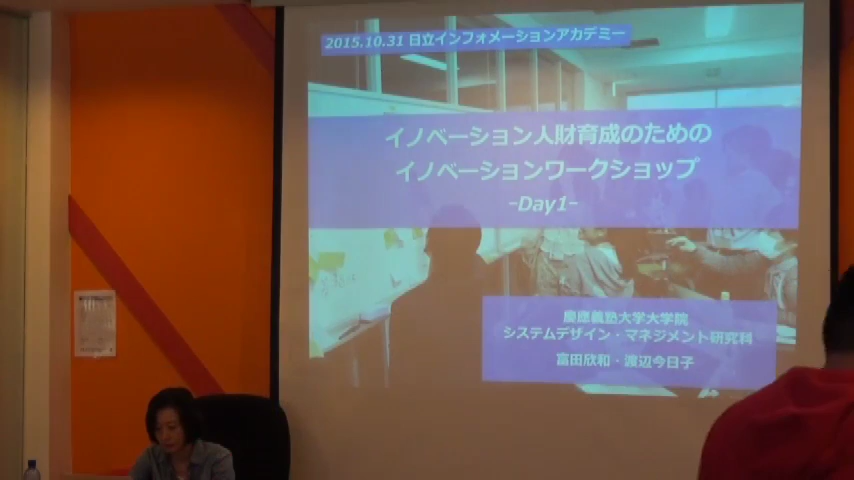 2015.10.31 日立インフォメーションアカデミー
イノベーション人財育成のための
イノベーションワークショップ
-Day1-
慶應義塾大学大学院
システムデザイン・マネジメント研究科
富田欣和・渡辺今日子